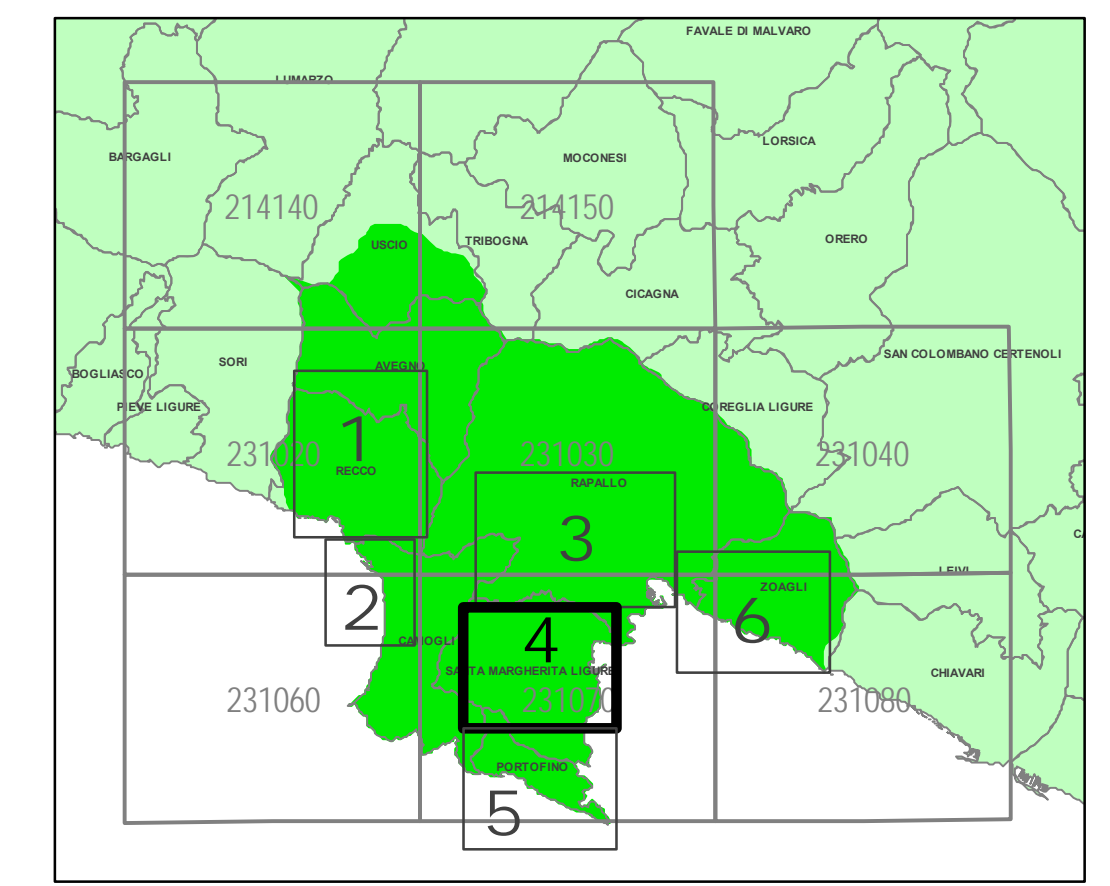 FAVALE DI MALVARO
LUMARZO
LORSICA
BARGAGLI
MOCONESI
214140
214150
USCIO
TRIBOGNA
ORERO
CICAGNA
SAN COLOMBANO CERTENOLI
SORI
AVEGNO
BOGLIASCO
PIEVE LIGURE
COREGLIA LIGURE
1
231020
231030
231040
RECCO
RAPALLO
3
LEIVI
ZOAGLI
2
6
4
CAMOGLI
SANTA MARGHERITA LIGURE
CHIAVARI
231060
231070
231080
PORTOFINO
5